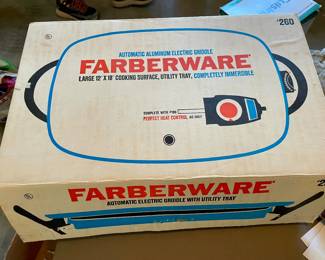 #260
AUTOMATIC ALUMINUM ELECTRIC GRIDDLE
FARBERWARE®
LARGE 12" X 18" COOKING SURFACE, UTILITY TRAY, COMPLETELY IMMERSIBLE
COMPLETE WITH
PERFECT HEAT CONTROL
FARBERWARE®
AUTOMATIC ELECTRIC GRIDDLE WITH UTILITY TRAY